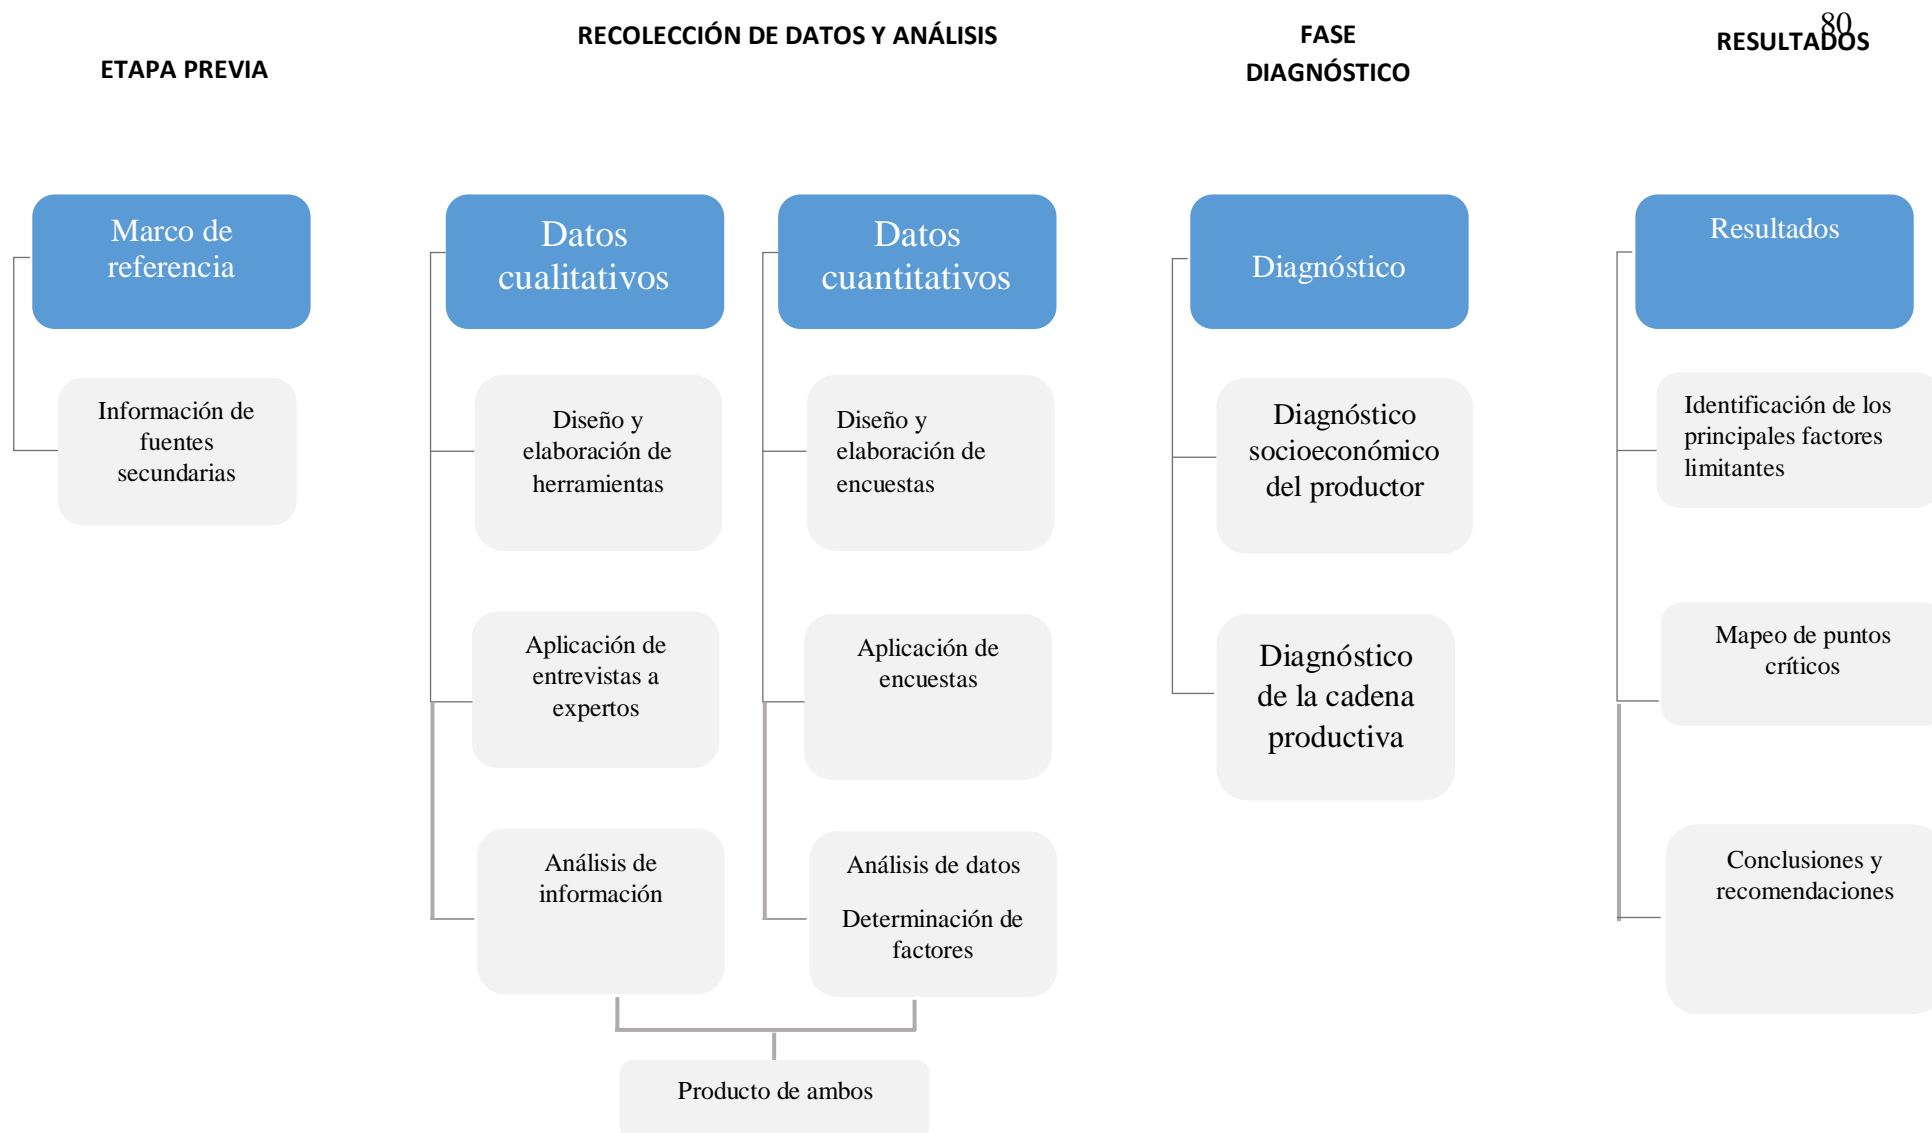 80
ETAPA PREVIA
RECOLECCIÓN DE DATOS Y ANÁLISIS
FASE
DIAGNÓSTICO
RESULTADOS
Marco de
referencia
Información de
fuentes
secundarias
Datos
cualitativos
Diseño y
elaboración de
herramientas
Aplicación de
entrevistas a
expertos
Análisis de
información
Datos
cuantitativos
Diseño y
elaboración de
encuestas
Aplicación de
encuestas
Análisis de datos
Determinación de
factores
Producto de ambos
Diagnóstico
Diagnóstico
socioeconómico
del productor
Diagnóstico
de la cadena
productiva
Resultados
Identificación de los
principales factores
limitantes
Mapeo de puntos
críticos
Conclusiones y
recomendaciones